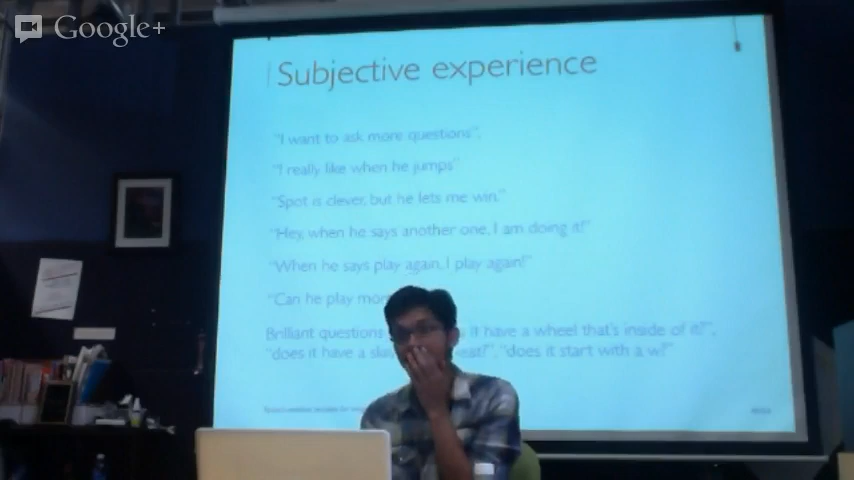 Google+
Subjective experience
"I want to ask more questions".
"I really like when he jumps"
"Spot is clever, but he lets me win."
"Hey, when he says another one, I am doing it!"
"When he says play again, I play again!"
"Can he play
Brilliant questions it have a wheel that's inside of it?",
"does it have a "does it start with a w?"